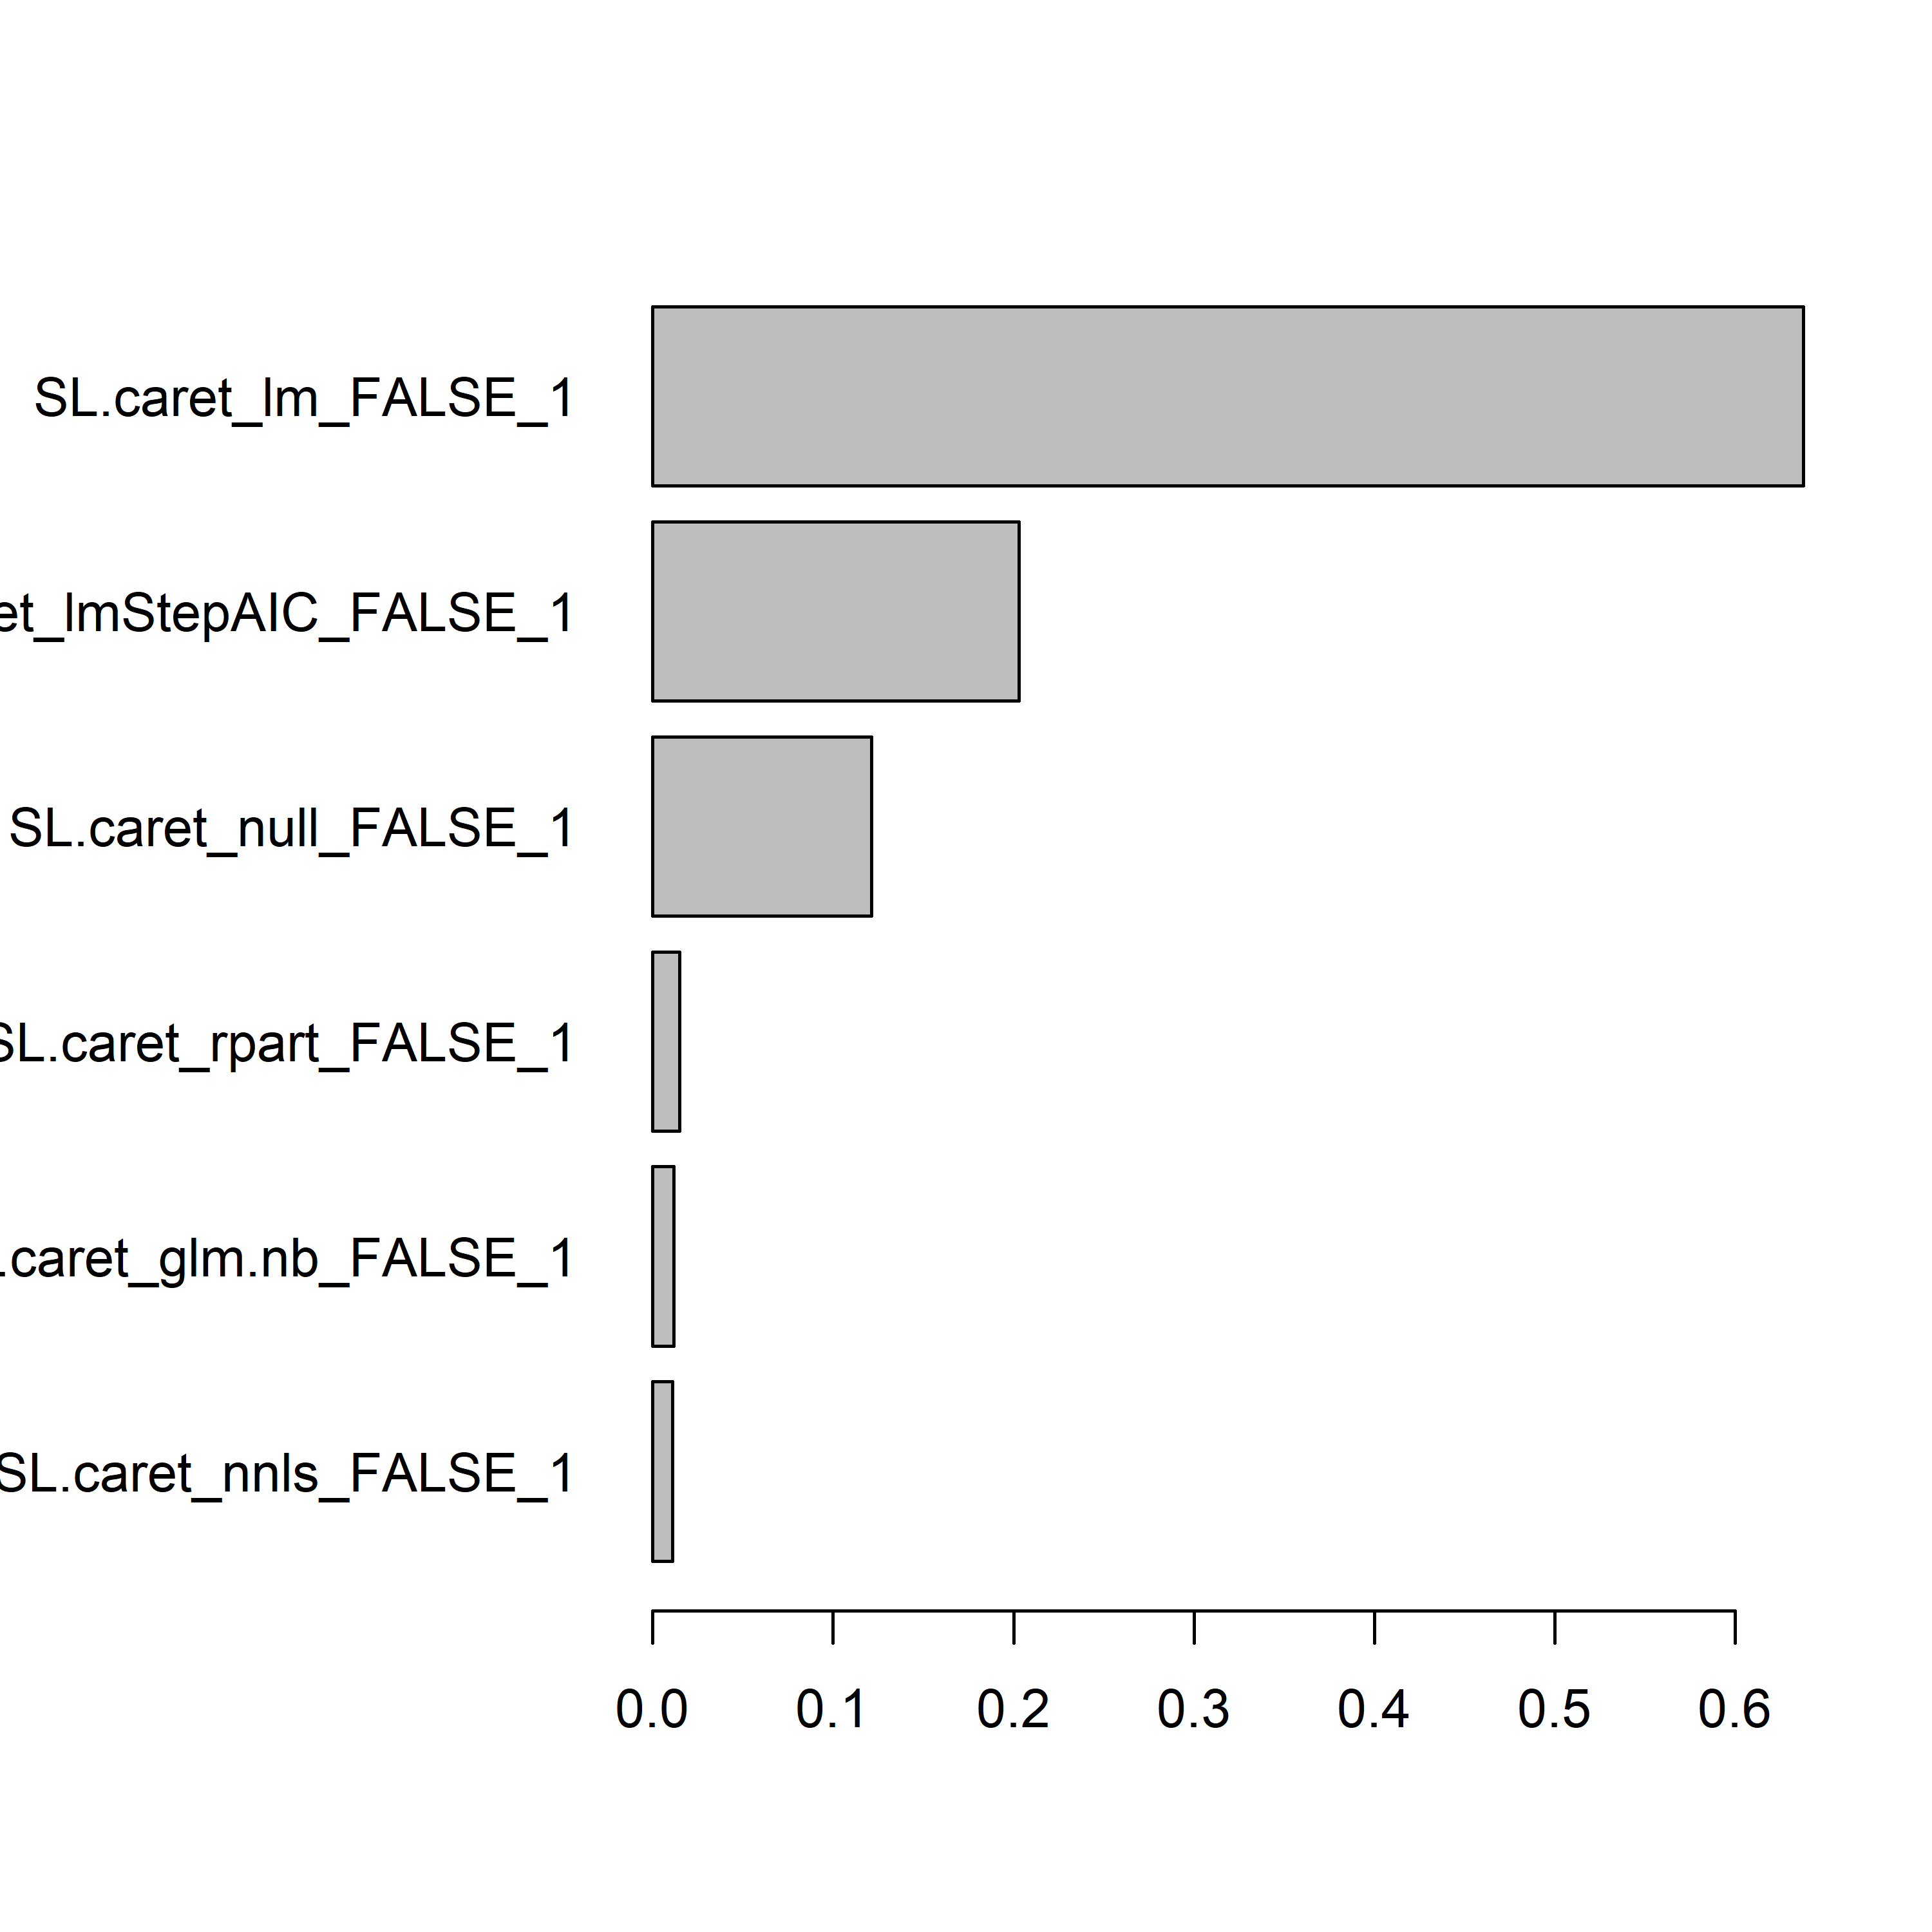 SL.caret_lm_FALSE_1
et_lmStepAIC_FALSE_1
SL.caret_null_FALSE_1
SL.caret_rpart_FALSE_1
.caret_glm.nb_FALSE_1
SL.caret_nnls_FALSE_1
0.0 0.1 0.2 0.3 0.4 0.5 0.6